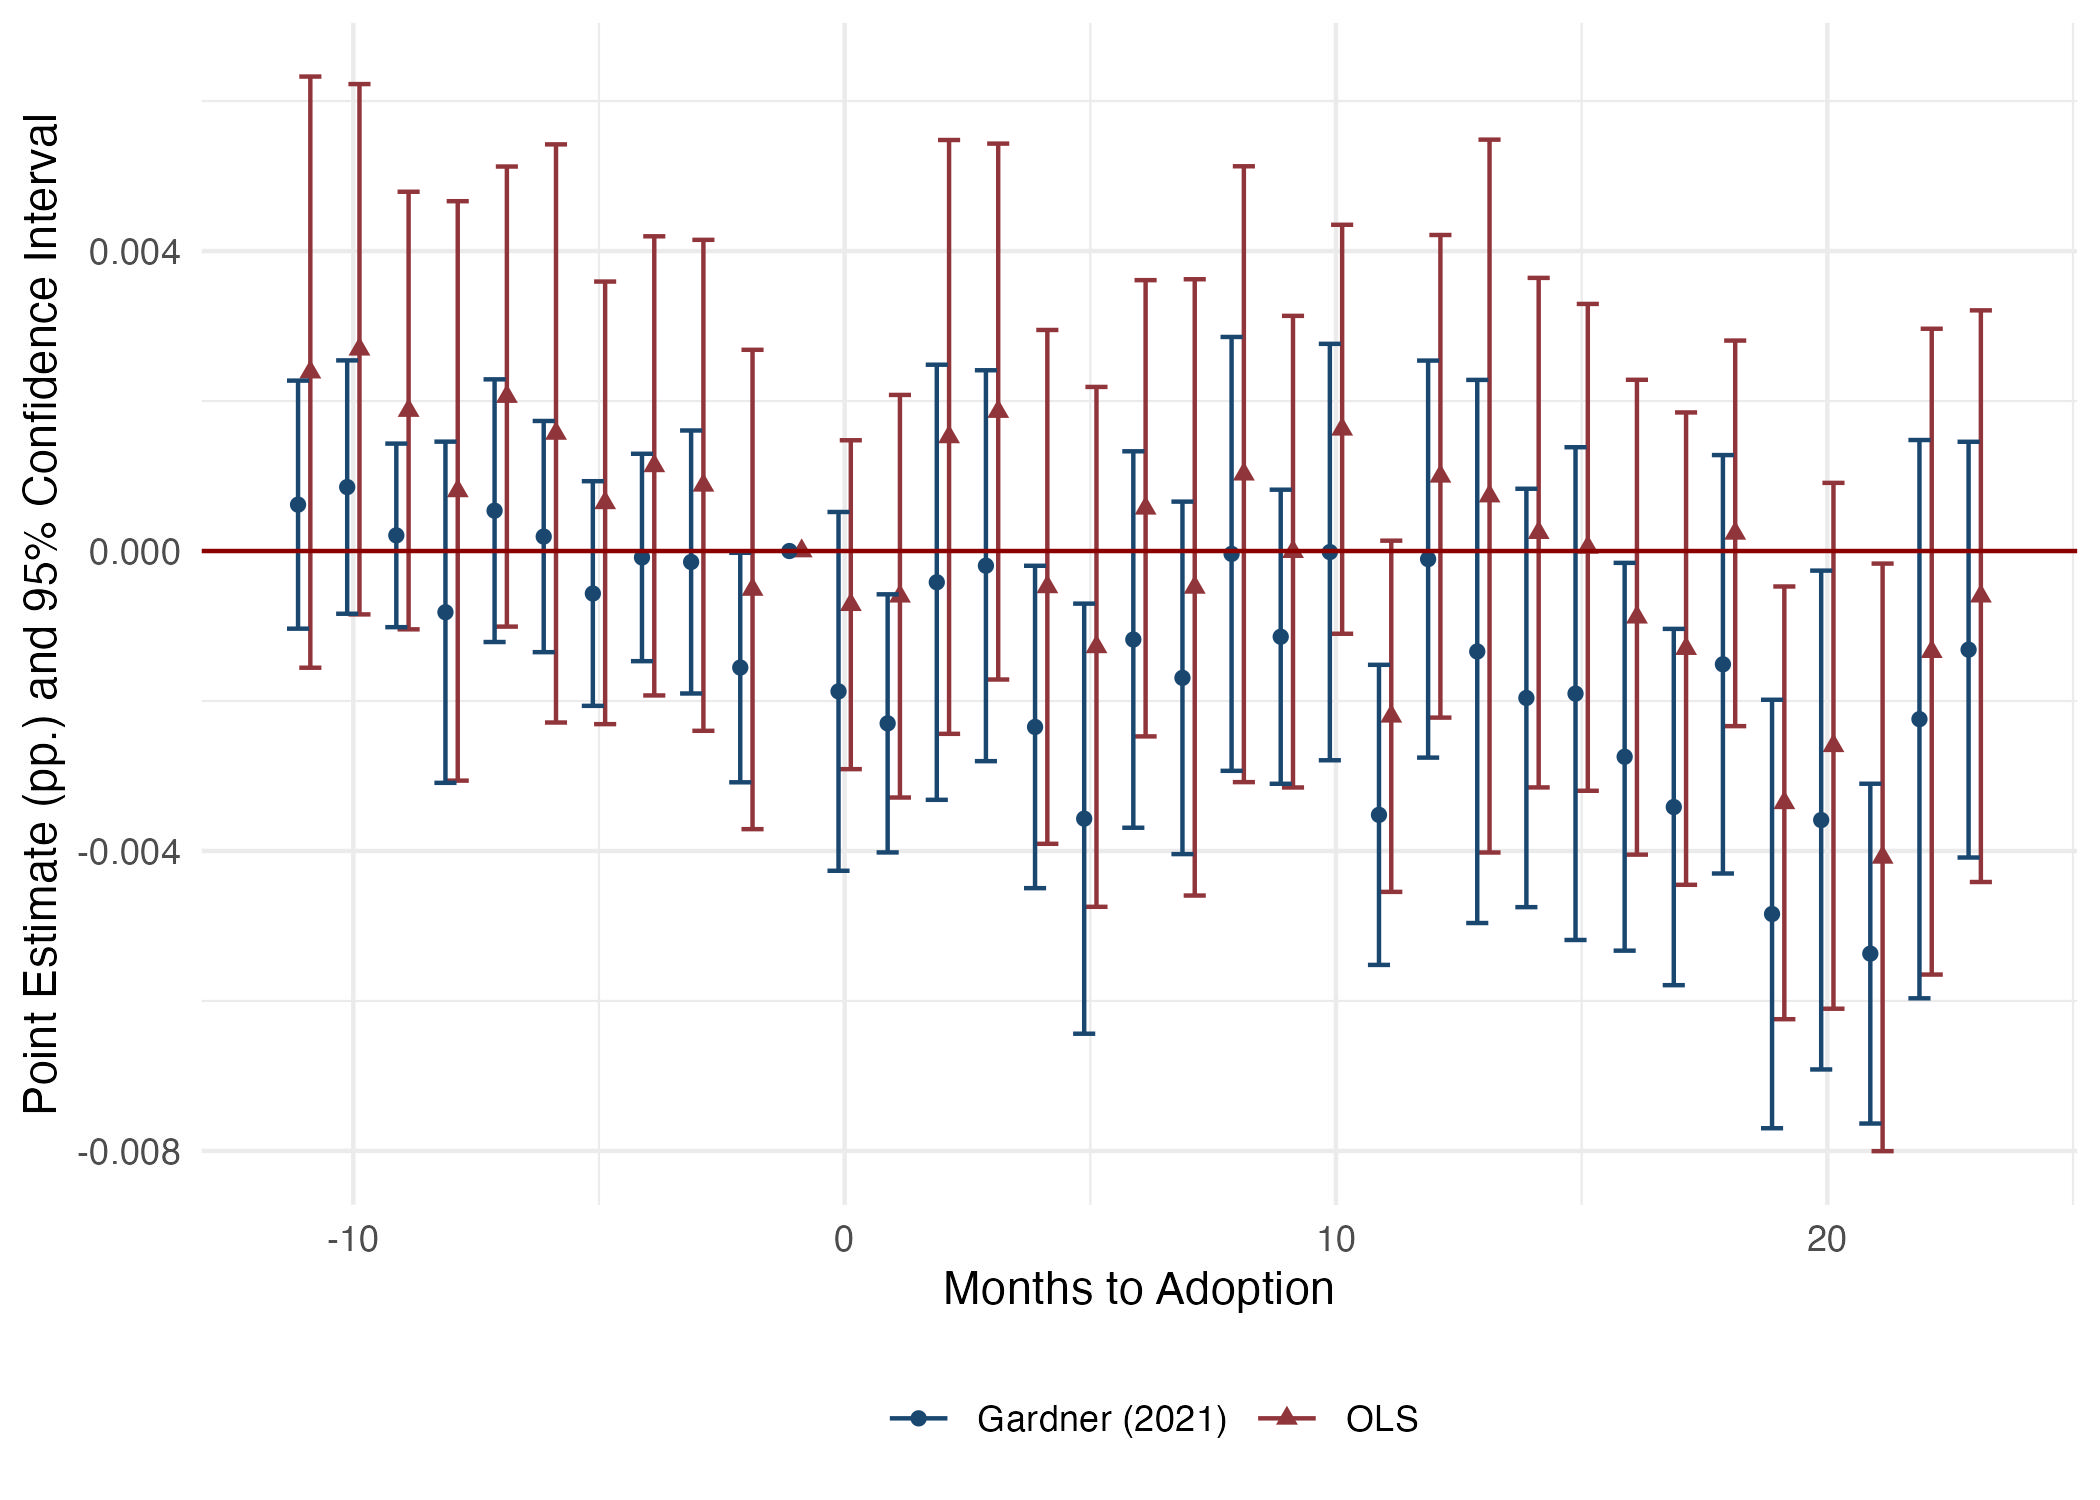 Point Estimate (pp.) and 95% Confidence Interval
0.004
0.000
-0.004
-0.008
-10 0 10 20
Months to Adoption
Gardner (2021) OLS